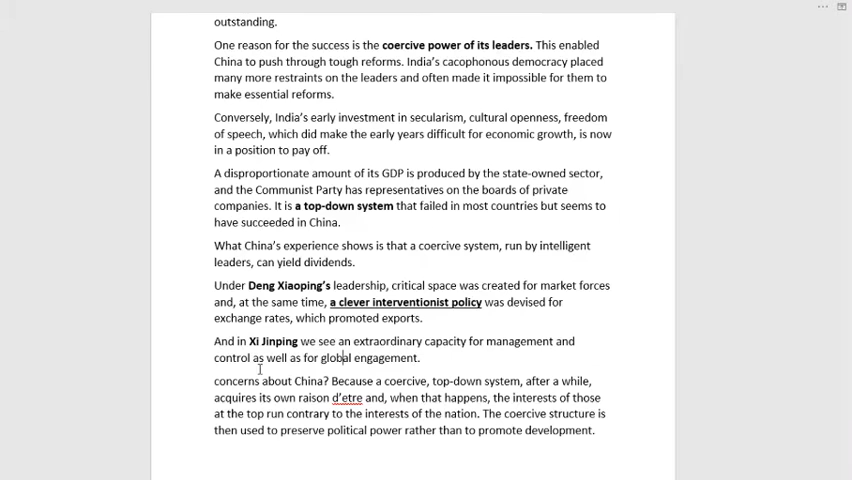 outstanding.
One reason for the success is the coercive power of its leaders. This enabled
China to push through tough reforms. India’s cacophonous democracy placed
many more restraints on the leaders and often made it impossible for them to
make essential reforms.
Conversely, India’s early investment in secularism, cultural openness, freedom
of speech, which did make the early years difficult for economic growth, is now
in a position to pay off.
A disproportionate amount of its GDP is produced by the state-owned sector,
and the Communist Party has representatives on the boards of private
companies. It is a top-down system that failed in most countries but seems to
have succeeded in China.
What China’s experience shows is that a coercive system, run by intelligent
leaders, can yield dividends.
Under Deng Xiaoping’s leadership, critical space was created for market forces
and, at the same time, a clever interventionist policy was devised for
exchange rates, which promoted exports.
And in Xi Jinping we see an extraordinary capacity for management and
control as well as for global engagement.
concerns about China? Because a coercive, top-down system, after a while,
acquires its own raison d’etre and, when that happens, the interests of those
at the top run contrary to the interests of the nation. The coercive structure is
then used to preserve political power rather than to promote development.